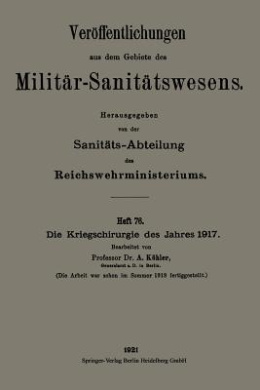 Veröffentlichungen
aus dem Gebiete des
Militär-Sanitätswesens.
Herausgegeben
von der
Sanitäts-Abteilung
des
Reichswehrministeriums.
Heft 76.
Die Kriegschirurgie des Jahres 1917.
Bearbeitet von
Professor Dr. A. Köhler,
Generalarzt a. D. in Berlin.
(Die Arbeit war schon im Sommer 1919 fertiggestellt.)
1921
Springer-Verlag Berlin Heidelberg GmbH